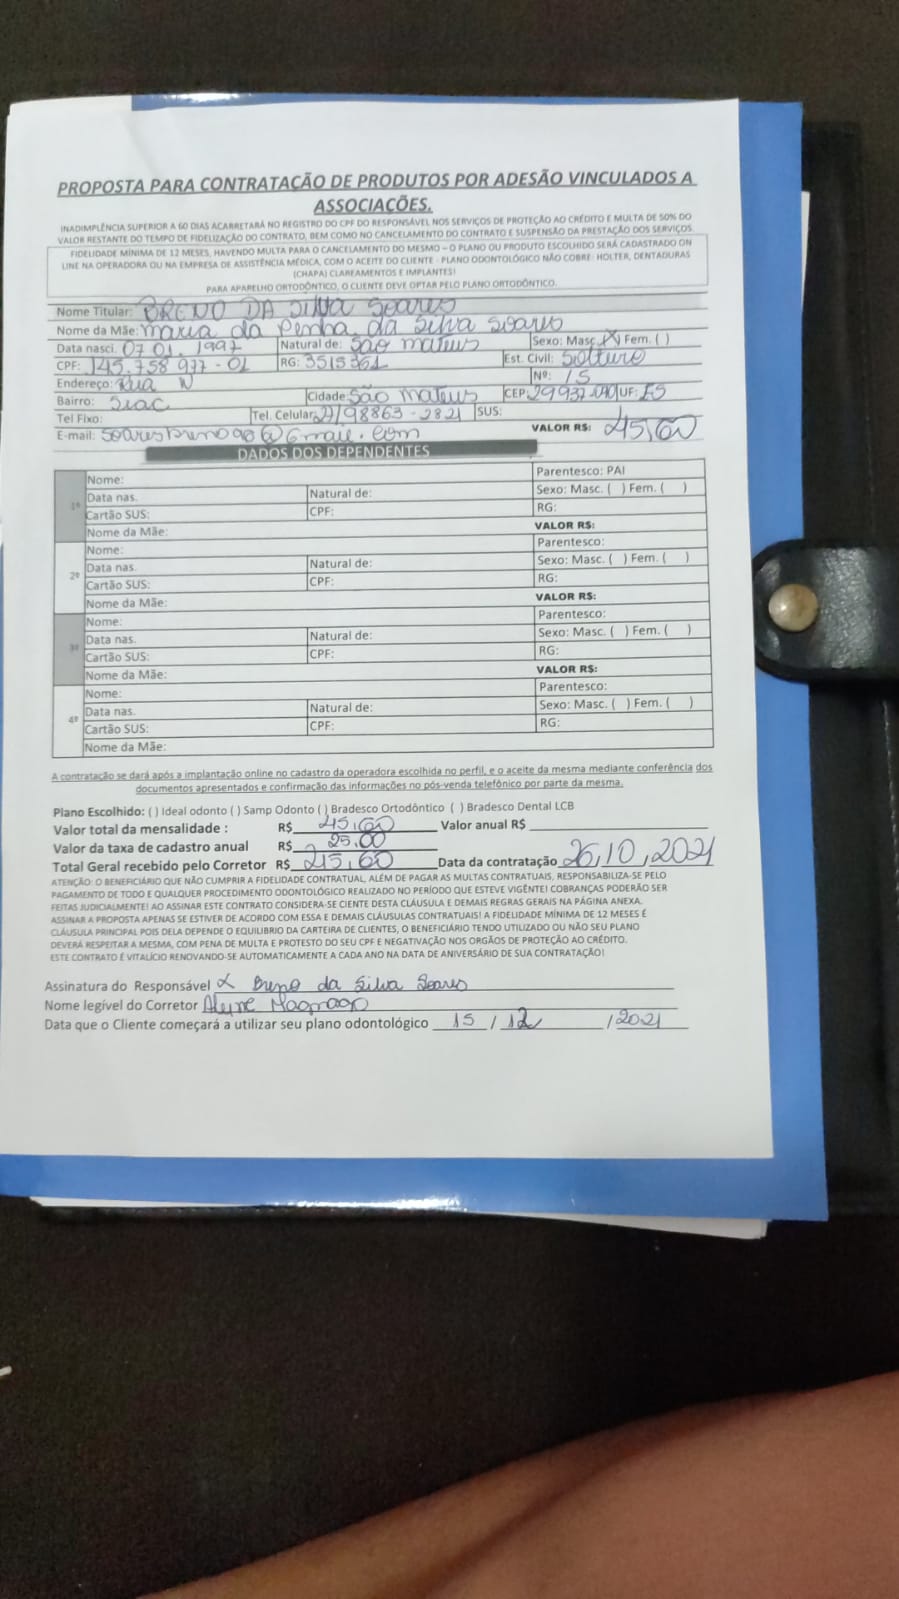 PROPOSTA PARA CONTRATAÇÃO DE PRODUTOS POR ADESÃO VINCULADOS A
ASSOCIACÕES.
INADIMPLÊNCIA SUPERIOR A 60 DIAS ACARRETARÁ NO REGISTRO DO CPF DO RESPONSÁVEL NOS SERVIÇOS DE PROTEÇÃO AO CRÉDITO E MULTA DE 50% DO
VALOR RESTANTE DO TEMPO DE FIDELIZAÇÃO DO CONTRATO, BEM COMO NO CANCELAMENTO DO CONTRATO E SUSPENSÃO DA PRESTAÇÃO DOS SERVIÇOS.
FIDELIDADE MÍNIMA DE 12 MESES, HAVENDO MULTA PARA O CANCELAMENTO DO MESMO – O PLANO OU PRODUTO ESCOLHIDO SERÁ CADASTRADO ON
LINE NA OPERADORA OU NA EMPRESA DE ASSISTÊNCIA MÉDICA, COM O ACEITE DO CLIENTE - PLANO ODONTOLÓGICO NÃO COBRE: HOLTER, DENTADURAS
(CHAPA) CLAREAMENTOS E IMPLANTES!
PARA APARELHO ORTODÔNTICO, O CLIENTE DEVE OPTAR PELO PLANO ORTODÔNTICO.
Nome Titular: BRENO DA Silva Soares
Nome da Mãe: maria da Penha da Silva Soares
Data nasci. 07 01. 1997 Natural de: São mateus Sexo: Masc. (X) Fem. ( )
CPF: 145.758 977-01 RG: 3515361 Est. Civil: Solturo
Endereço: Rua N Nº: 15
Bairro: Seac Cidade: São Mateus CEP: 29937-040 UF: ES
Tel Fixo: Tel. Celular: 27/98863-2821 SUS:
E-mail: soaresbreno90@Gmail.com VALOR R$: 45,60
DADOS DOS DEPENDENTES
1º Nome: Parentesco: PAI
Data nas. Natural de: Sexo: Masc. ( ) Fem. ( )
Cartão SUS: CPF: RG:
Nome da Mãe: VALOR R$:
2º Nome: Parentesco:
Data nas. Natural de: Sexo: Masc. ( ) Fem. ( )
Cartão SUS: CPF: RG:
Nome da Mãe: VALOR R$:
3º Nome: Parentesco:
Data nas. Natural de: Sexo: Masc. ( ) Fem. ( )
Cartão SUS: CPF: RG:
Nome da Mãe: VALOR R$:
4º Nome: Parentesco:
Data nas. Natural de: Sexo: Masc. ( ) Fem. ( )
Cartão SUS: CPF: RG:
Nome da Mãe:
A contratação se dará após a implantação online no cadastro da operadora escolhida no perfil, e o aceite da mesma mediante conferência dos
documentos apresentados e confirmação das informações no pós-venda telefônico por parte da mesma.
Plano Escolhido: ( ) Ideal odonto ( ) Samp Odonto ( ) Bradesco Ortodôntico ( ) Bradesco Dental LCB
Valor total da mensalidade : R$ 45,60 Valor anual R$
Valor da taxa de cadastro anual R$ 25,00
Total Geral recebido pelo Corretor R$ 45,60 Data da contratação 26,10,2021
ATENÇÃO: O BENEFICIÁRIO QUE NÃO CUMPRIR A FIDELIDADE CONTRATUAL, ALÉM DE PAGAR AS MULTAS CONTRATUAIS, RESPONSABILIZA-SE PELO
PAGAMENTO DE TODO E QUALQUER PROCEDIMENTO ODONTOLÓGICO REALIZADO NO PERÍODO QUE ESTEVE VIGÊNTE! COBRANÇAS PODERÃO SER
FEITAS JUDICIALMENTE! AO ASSINAR ESTE CONTRATO CONSIDERA-SE CIENTE DESTA CLÁUSULA E DEMAIS REGRAS GERAIS NA PÁGINA ANEXA.
ASSINAR A PROPOSTA APENAS SE ESTIVER DE ACORDO COM ESSA E DEMAIS CLÁUSULAS CONTRATUAIS! A FIDELIDADE MÍNIMA DE 12 MESES É
CLÁUSULA PRINCIPAL POIS DELA DEPENDE O EQUILIBRIO DA CARTEIRA DE CLIENTES, O BENEFICIÁRIO TENDO UTILIZADO OU NÃO SEU PLANO
DEVERÁ RESPEITAR A MESMA, COM PENA DE MULTA E PROTESTO DO SEU CPF E NEGATIVAÇÃO NOS ORGÃOS DE PROTEÇÃO AO CRÉDITO.
ESTE CONTRATO É VITALÍCIO RENOVANDO-SE AUTOMATICAMENTE A CADA ANO NA DATA DE ANIVERSÁRIO DE SUA CONTRATAÇÃO!
Assinatura do Responsável X Breno da Silva Soares
Nome legível do Corretor Alyne Magnago
Data que o Cliente começará a utilizar seu plano odontológico 15 / 12 / 2021